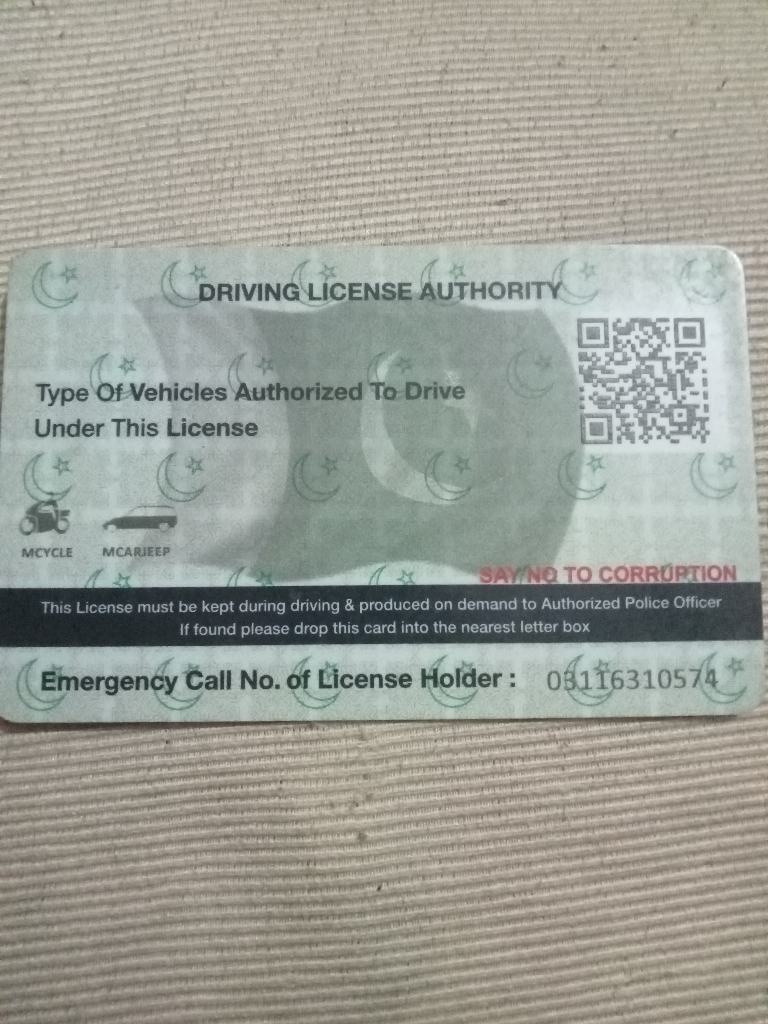 DRIVING LICENSE AUTHORITY
Type Of Vehicles Authorized To Drive
Under This License
MCYCLE MCARJEEP
SAY NO TO CORRUPTION
This License must be kept during driving & produced on demand to Authorized Police Officer
If found please drop this card into the nearest letter box
Emergency Call No. of License Holder : 03116310574